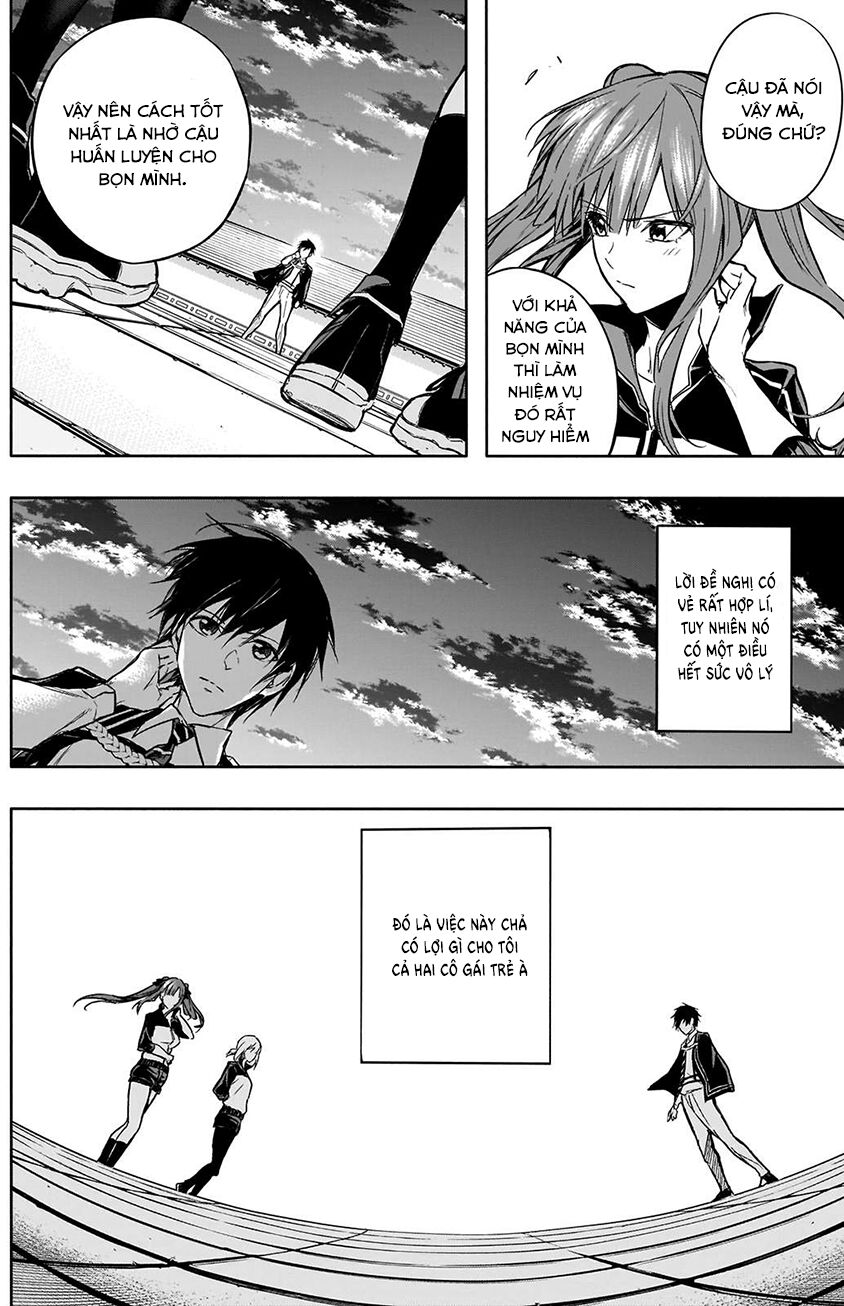 CẬU ĐÃ NÓI
VẬY MÀ,
ĐÚNG CHỨ?
VỚI KHẢ
NĂNG CỦA
BỌN MÌNH
THÌ LÀM
NHIỆM VỤ
ĐÓ RẤT
NGUY HIỂM
VẬY NÊN CÁCH TỐT
NHẤT LÀ NHỜ CẬU
HUẤN LUYỆN CHO
BỌN MÌNH.
LỜI ĐỀ NGHỊ CÓ
VẺ RẤT HỢP LÍ,
TUY NHIÊN NÓ
CÓ MỘT ĐIỀU
HẾT SỨC VÔ LÝ
ĐÓ LÀ VIỆC NÀY CHẢ
CÓ LỢI GÌ CHO TÔI
CẢ HAI CÔ GÁI TRẺ À